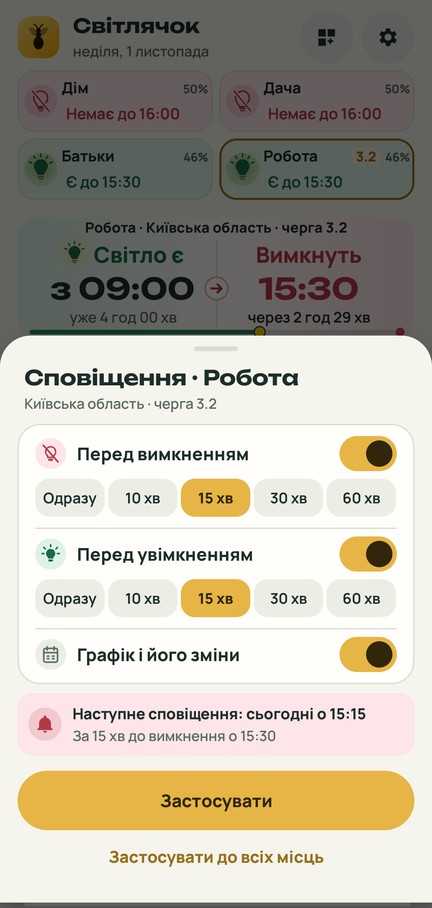 Світлячок
неділя, 1 листопада
Дім 50%
Немає до 16:00
Дача 50%
Немає до 16:00
Батьки 46%
Є до 15:30
Робота 3.2 46%
Є до 15:30
Робота · Київська область · черга 3.2
Світло є
з 09:00
уже 4 год 00 хв
Вимкнуть
15:30
через 2 год 29 хв
Сповіщення · Робота
Київська область · черга 3.2
Перед вимкненням
Одразу 10 хв 15 хв 30 хв 60 хв
Перед увімкненням
Одразу 10 хв 15 хв 30 хв 60 хв
Графік і його зміни
Наступне сповіщення: сьогодні о 15:15
За 15 хв до вимкнення о 15:30
Застосувати
Застосувати до всіх місць